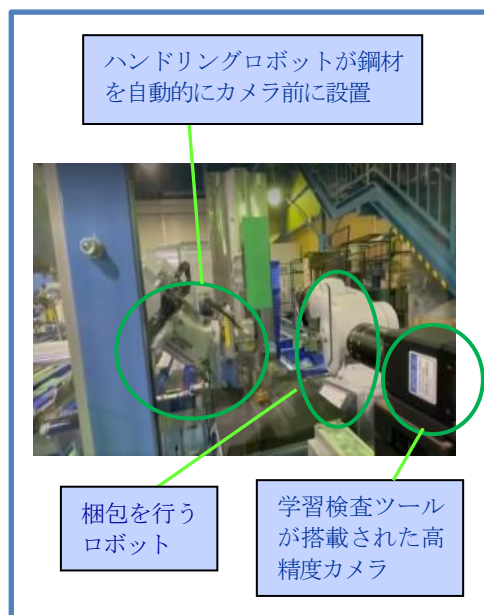 ハンドリングロボットが鋼材
を自動的にカメラ前に設置
梱包を行う
ロボット
学習検査ツール
が搭載された高
精度カメラ